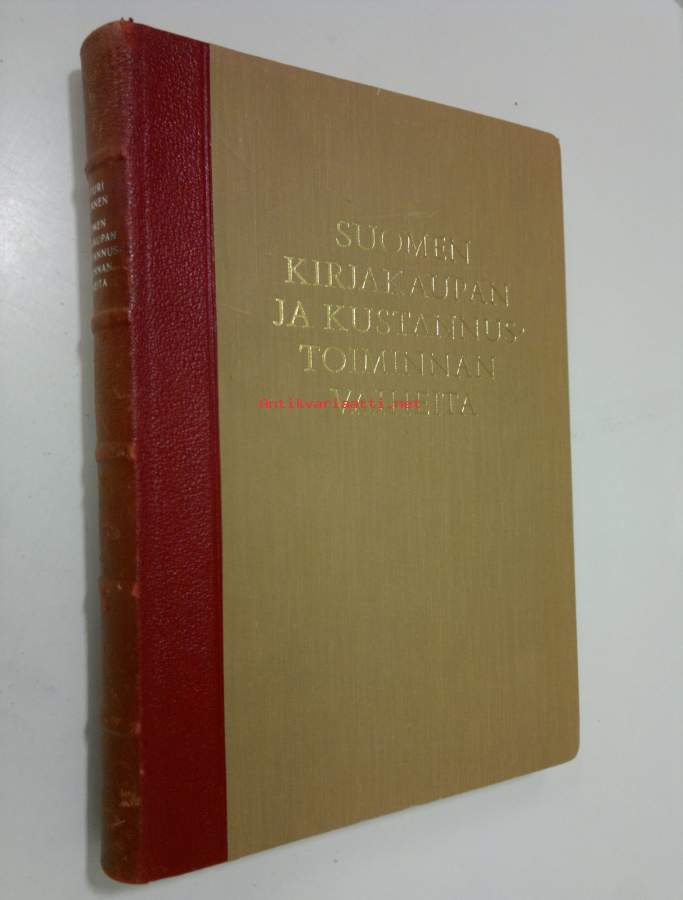 SUOMEN
KIRJAKAUPAN
JA KUSTANNUS-
TOIMINNAN
VAIHEITA
Antikvariaatti.net